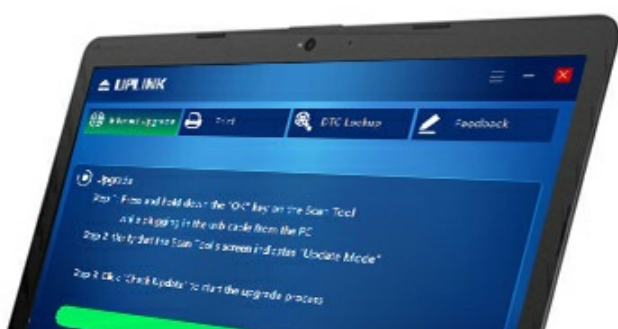 UPLINK
Upgrade
Print
DTC Lookup
Feedback
Upgrade
Step 1: Press and hold down the "OK" key on the Scan Tool
while plugging in the usb cable from the PC
Step 2: Verify that the Scan Tool's screen indicates "Update Mode"
Step 3: Click "Check Update" to start the upgrade process